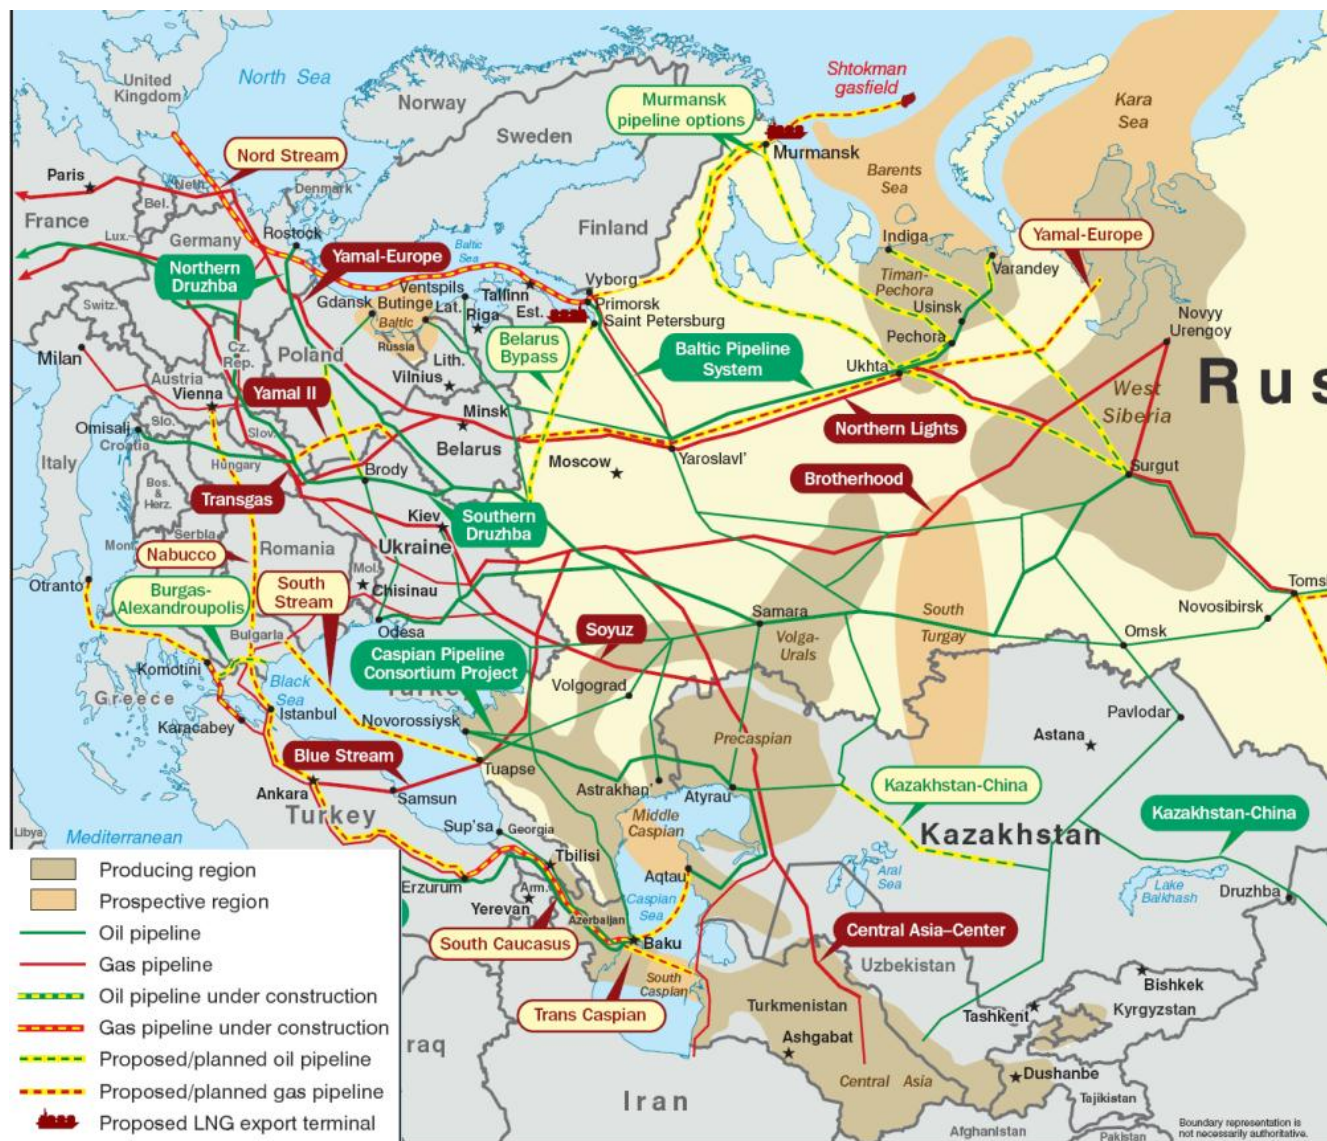 North Sea
United
Kingdom
Norway
Sweden
Finland
Shtokman
gasfield
Kara
Sea
Murmansk
pipeline options
Murmansk
Barents
Sea
Nord Stream
Paris
Neth.
Bel.
Denmark
France
Lux.
Germany
Rostock
Baltic
Sea
Yamal-Europe
Northern
Druzhba
Gdansk
Butinge
Ventspils
Lat.
Riga
Tallinn
Est.
Vyborg
Primorsk
Saint Petersburg
Baltic
Russia
Lith.
Vilnius
Belarus
Bypass
Baltic Pipeline
System
Indiga
Timan-
Pechora
Varandey
Usinsk
Pechora
Ukhta
Yamal-Europe
Novyy
Urengoy
Rus
West
Siberia
Switz.
Milan
Cz.
Rep.
Poland
Austria
Vienna
Yamal II
Minsk
Belarus
Moscow
Yaroslavl'
Northern Lights
Brotherhood
Surgut
Omisalj
Slo.
Croatia
Slov.
Hungary
Italy
Bos.
&
Herz.
Transgas
Brody
Kiev
Southern
Druzhba
Ukraine
Serbia
Mon.
Nabucco
Romania
Mol.
Chisinau
Otranto
Burgas-
Alexandroupolis
South
Stream
Bulgaria
Odesa
Soyuz
Samara
Volga-
Urals
South
Turgay
Toms
Novosibirsk
Omsk
Caspian Pipeline
Consortium Project
Turke
Volgograd
Komotini
Greece
Black
Sea
Istanbul
Karacabey
Novorossiysk
Precaspian
Pavlodar
Astana
Blue Stream
Tuapse
Ankara
Samsun
Astrakhan'
Atyrau
Kazakhstan-China
Kazakhstan-China
Turkey
Libya
Mediterranean
Sup'sa
Georgia
Middle
Caspian
Kazakhstan
Tbilisi
Aqtau
Aral
Sea
Lake
Balkhash
Druzhba
Erzurum
Arm.
Yerevan
Azerbaijan
Caspian
Sea
South Caucasus
Baku
Central Asia–Center
Uzbekistan
South
Caspian
Trans Caspian
Turkmenistan
Bishkek
Kyrgyzstan
Tashkent
raq
Ashgabat
Iran
Central Asia
Dushanbe
Tajikistan
Afghanistan
Pakistan
Boundary representation is
not necessarily authoritative.
Producing region
Prospective region
Oil pipeline
Gas pipeline
Oil pipeline under construction
Gas pipeline under construction
Proposed/planned oil pipeline
Proposed/planned gas pipeline
Proposed LNG export terminal